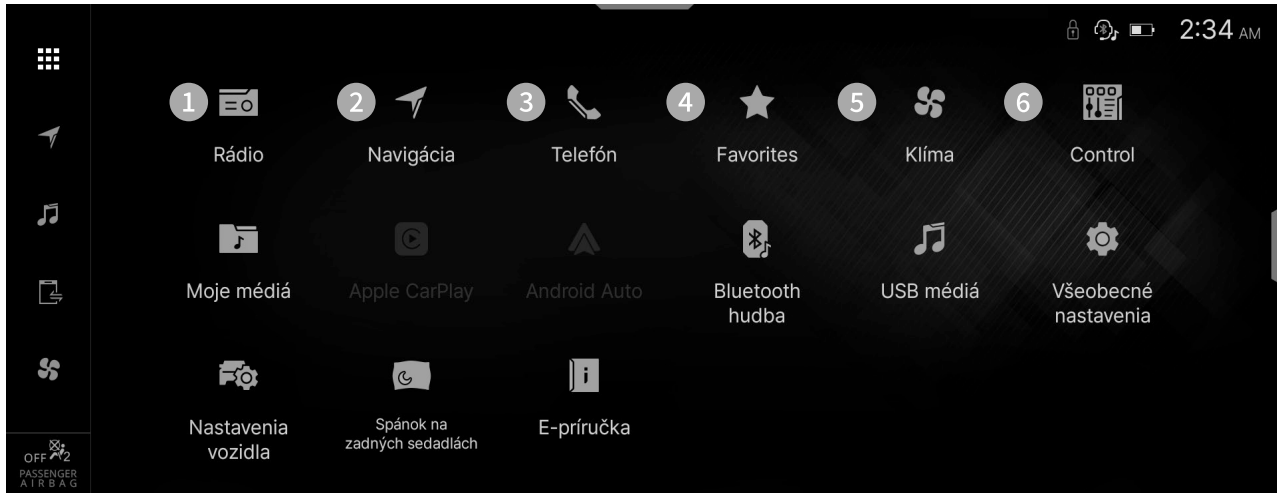 2:34 AM
1
2
3
4
5
6
Rádio
Navigácia
Telefón
Favorites
Klíma
Control
Moje médiá
Apple CarPlay
Android Auto
Bluetooth
hudba
USB médiá
Všeobecné
nastavenia
Nastavenia
vozidla
Spánok na
zadných sedadlách
E-príručka
OFF 2
PASSENGER
AIRBAG